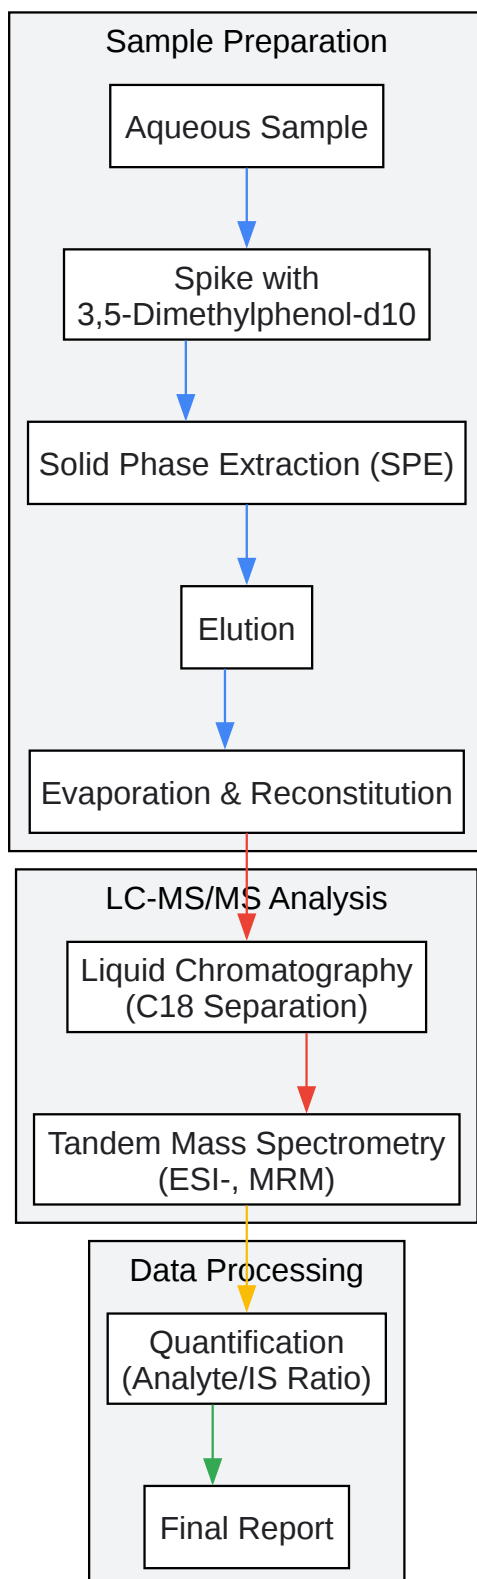 Sample Preparation
Aqueous Sample
Spike with
3,5-Dimethylphenol-d10
Solid Phase Extraction (SPE)
Elution
Evaporation & Reconstitution
LC-MS/MS Analysis
Liquid Chromatography
(C18 Separation)
Tandem Mass Spectrometry
(ESI-, MRM)
Data Processing
Quantification
(Analyte/IS Ratio)
Final Report